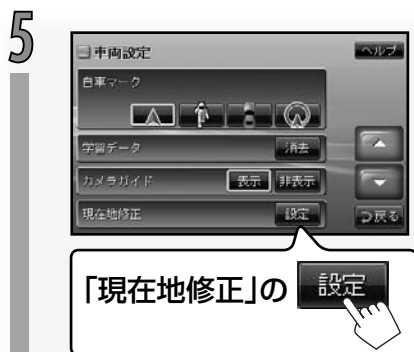 5
車両設定 ヘルプ
自車マーク
学習データ 消去
カメラガイド 表示 非表示
現在地修正 設定 戻る
「現在地修正」の 設定